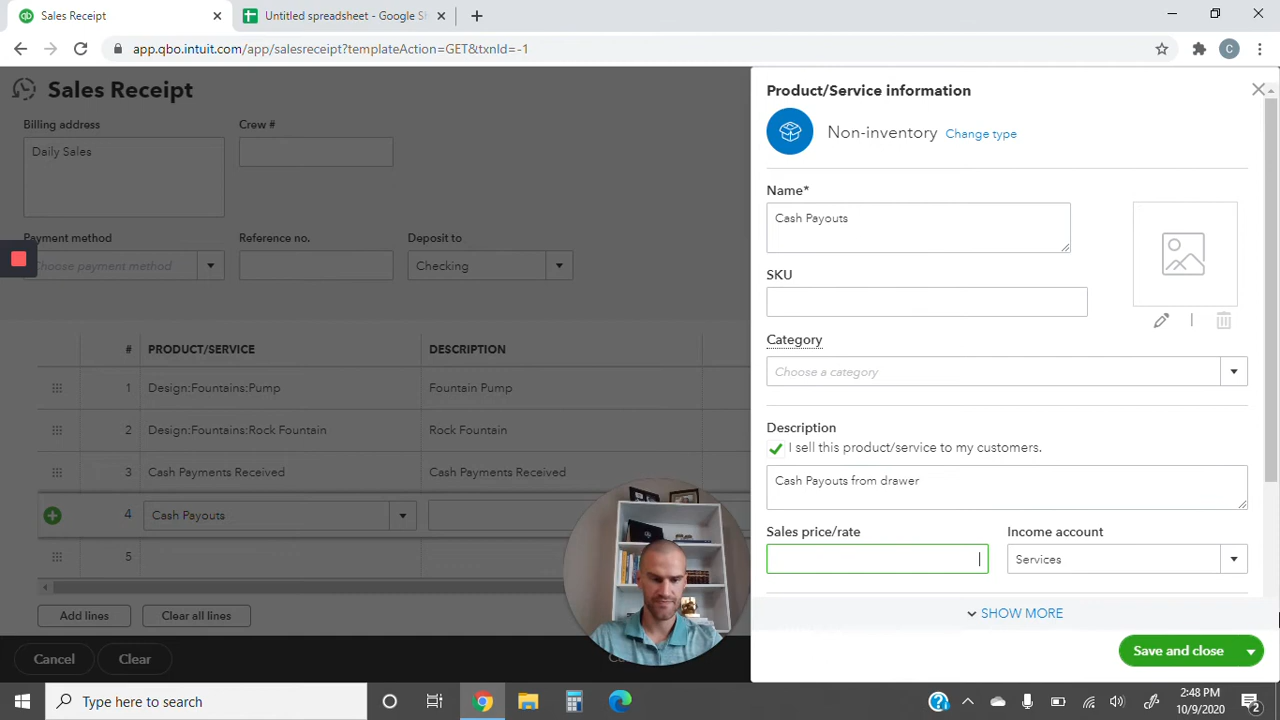 Sales Receipt
Untitled spreadsheet - Google S
app.qbo.intuit.com/app/salesreceipt?templateAction=GET&txnId=-1
C
Sales Receipt
Billing address
Crew #
Daily Sales
Payment method
Reference no.
Deposit to
Choose payment method
Checking
# PRODUCT/SERVICE DESCRIPTION
1 Design:Fountains:Pump Fountain Pump
2 Design:Fountains:Rock Fountain Rock Fountain
3 Cash Payments Received Cash Payments Received
4 Cash Payouts
5
Add lines
Clear all lines
Cancel
Clear
Product/Service information
Non-inventory Change type
Name*
Cash Payouts
SKU
Category
Choose a category
Description
I sell this product/service to my customers.
Cash Payouts from drawer
Sales price/rate
Income account
Services
SHOW MORE
Save and close
Type here to search
2:48 PM
10/9/2020
2